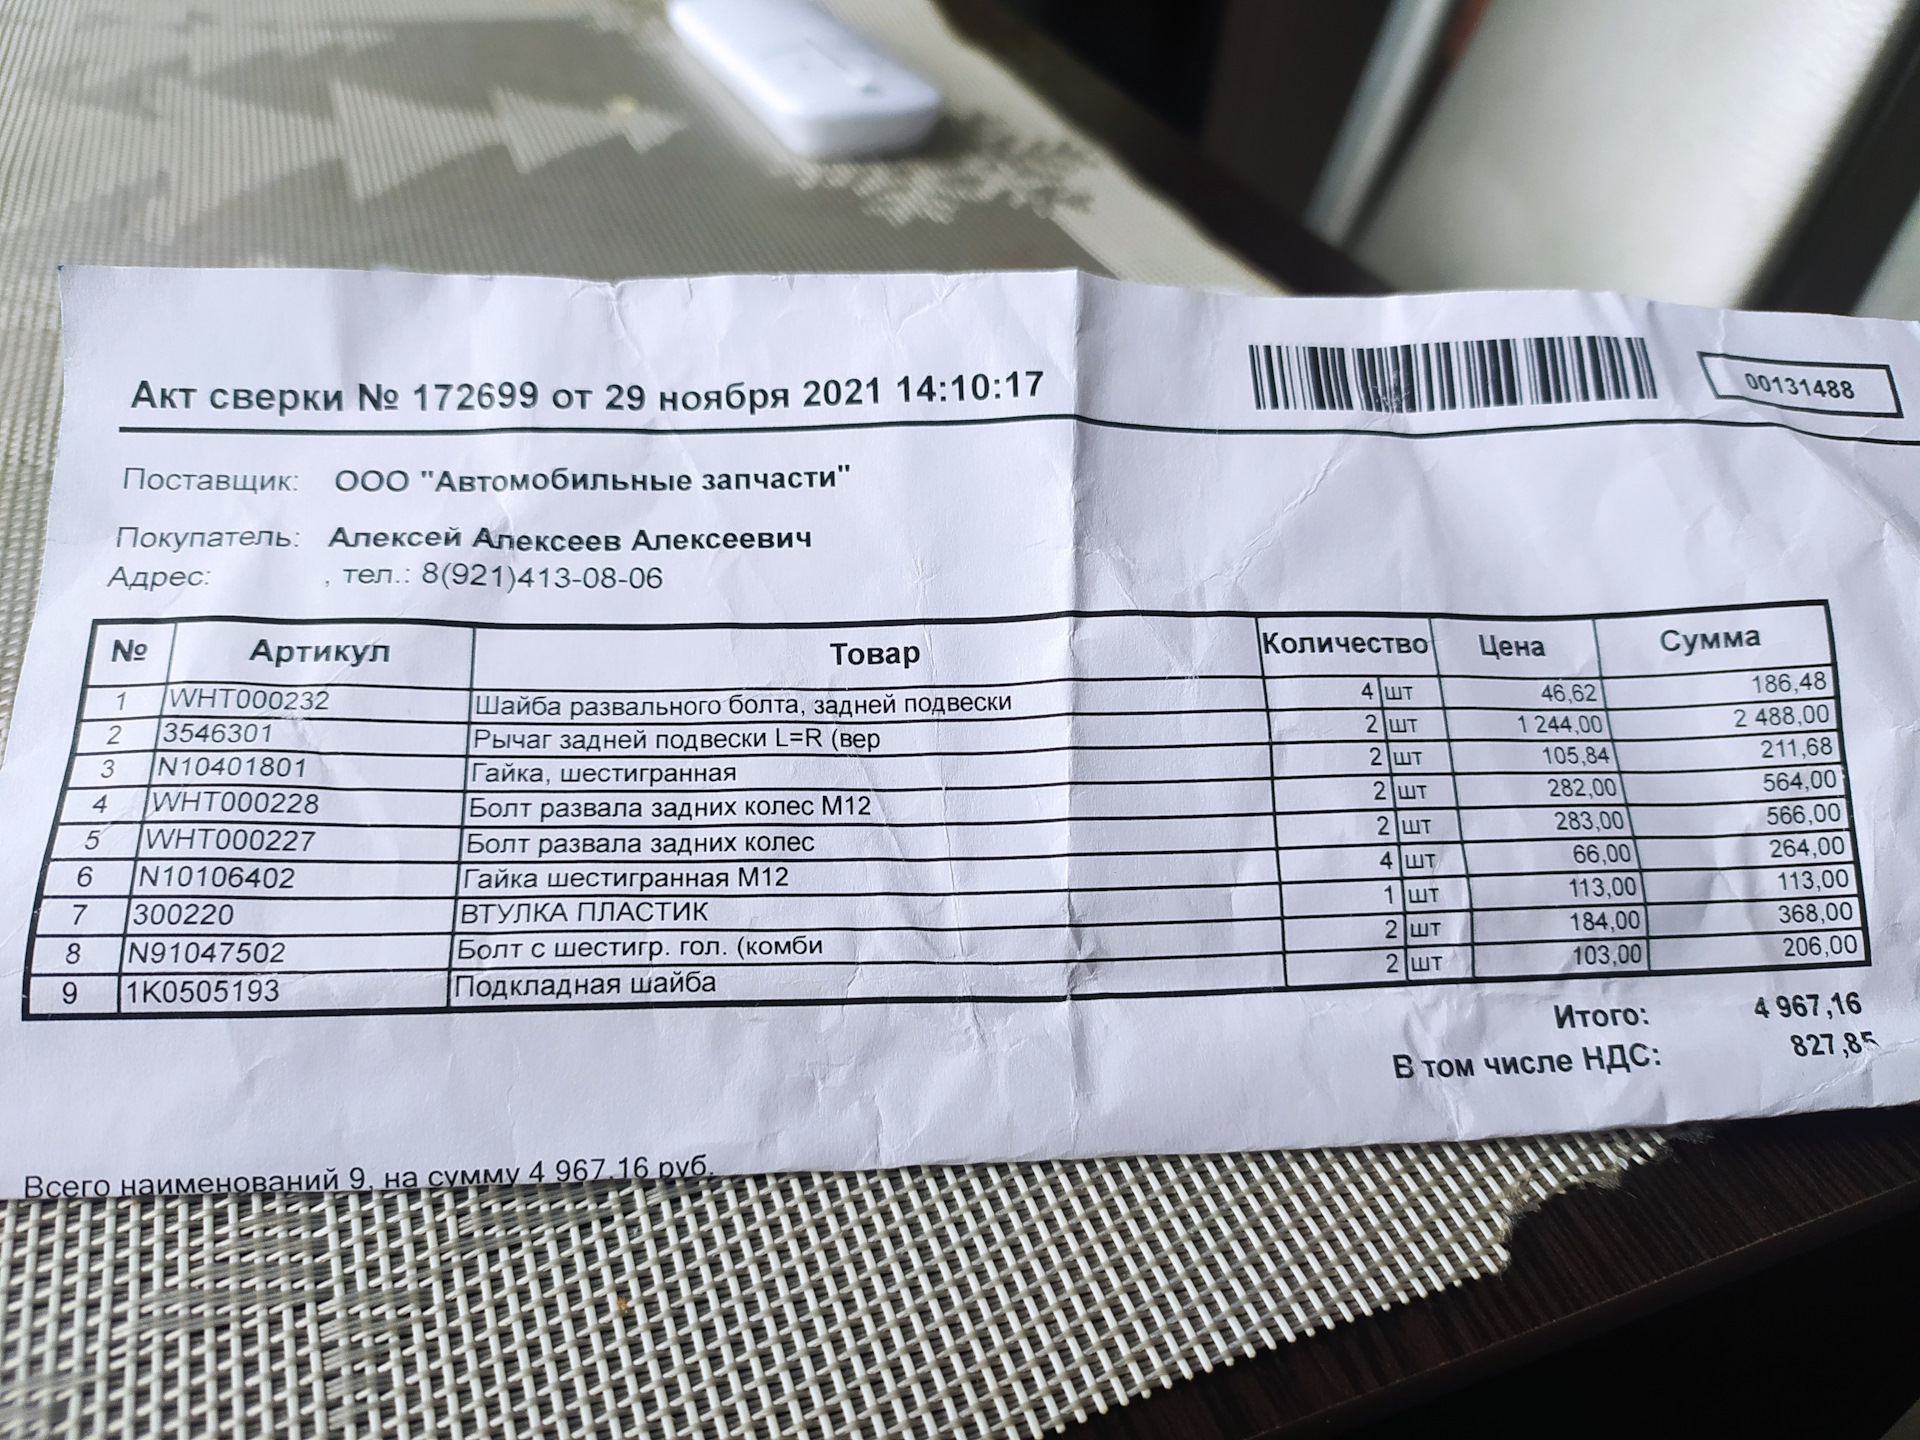 Акт сверки № 172699 от 29 ноября 2021 14:10:17
00131488
Поставщик: ООО "Автомобильные запчасти"
Покупатель: Алексей Алексеев Алексеевич
Адрес: , тел.: 8(921)413-08-06
№ Артикул Товар Количество Цена Сумма
1 WHT000232 Шайба развального болта, задней подвески 4 шт 46,62 186,48
2 3546301 Рычаг задней подвески L=R (вер 2 шт 1 244,00 2 488,00
3 N10401801 Гайка, шестигранная 2 шт 105,84 211,68
4 WHT000228 Болт развала задних колес М12 2 шт 282,00 564,00
5 WHT000227 Болт развала задних колес 2 шт 283,00 566,00
6 N10106402 Гайка шестигранная М12 4 шт 66,00 264,00
7 300220 ВТУЛКА ПЛАСТИК 1 шт 113,00 113,00
8 N91047502 Болт с шестигр. гол. (комби 2 шт 184,00 368,00
9 1K0505193 Подкладная шайба 2 шт 103,00 206,00
Итого: 4 967,16
В том числе НДС: 827,85
Всего наименований 9, на сумму 4 967,16 руб.